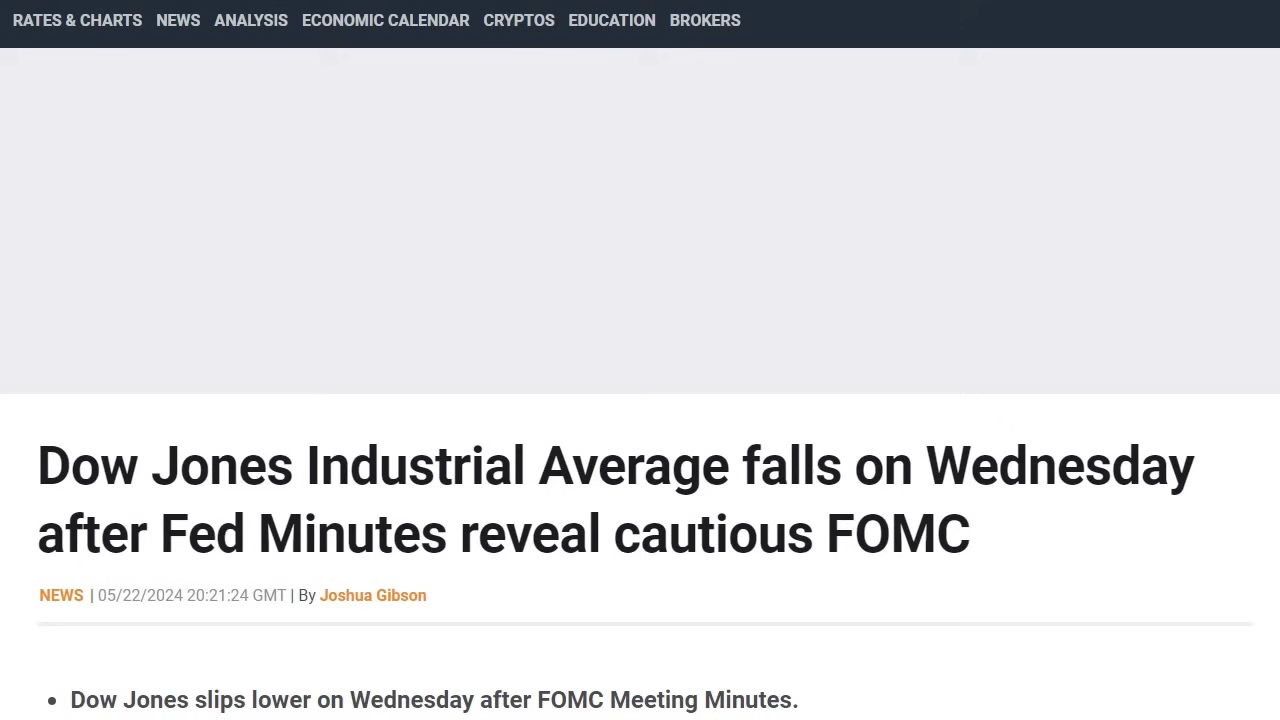 RATES & CHARTS NEWS ANALYSIS ECONOMIC CALENDAR CRYPTOS EDUCATION BROKERS
Dow Jones Industrial Average falls on Wednesday
after Fed Minutes reveal cautious FOMC
NEWS | 05/22/2024 20:21:24 GMT | By Joshua Gibson
• Dow Jones slips lower on Wednesday after FOMC Meeting Minutes.